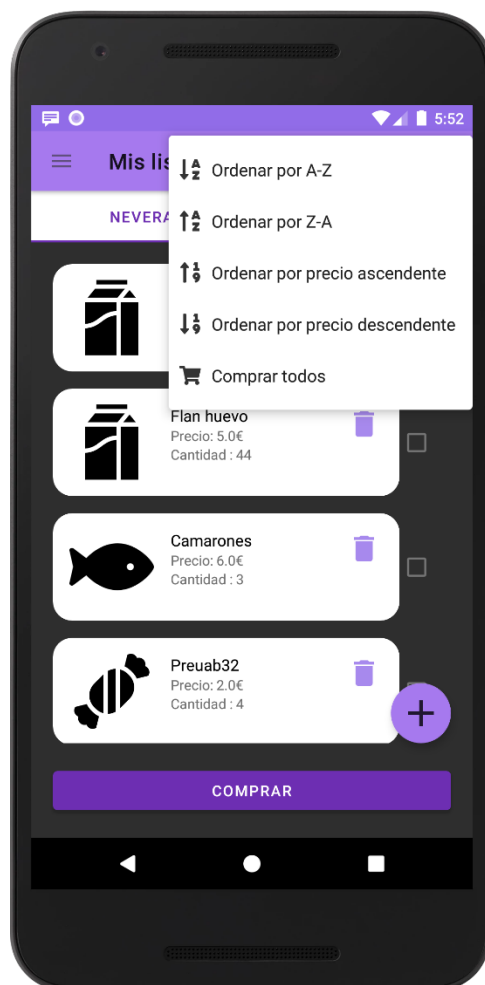 5:52
Mis lis
Ordenar por A-Z
NEVERA
Ordenar por Z-A
Ordenar por precio ascendente
Ordenar por precio descendente
Comprar todos
Flan huevo
Precio: 5.0€
Cantidad : 44
Camarones
Precio: 6.0€
Cantidad : 3
Preuab32
Precio: 2.0€
Cantidad : 4
COMPRAR